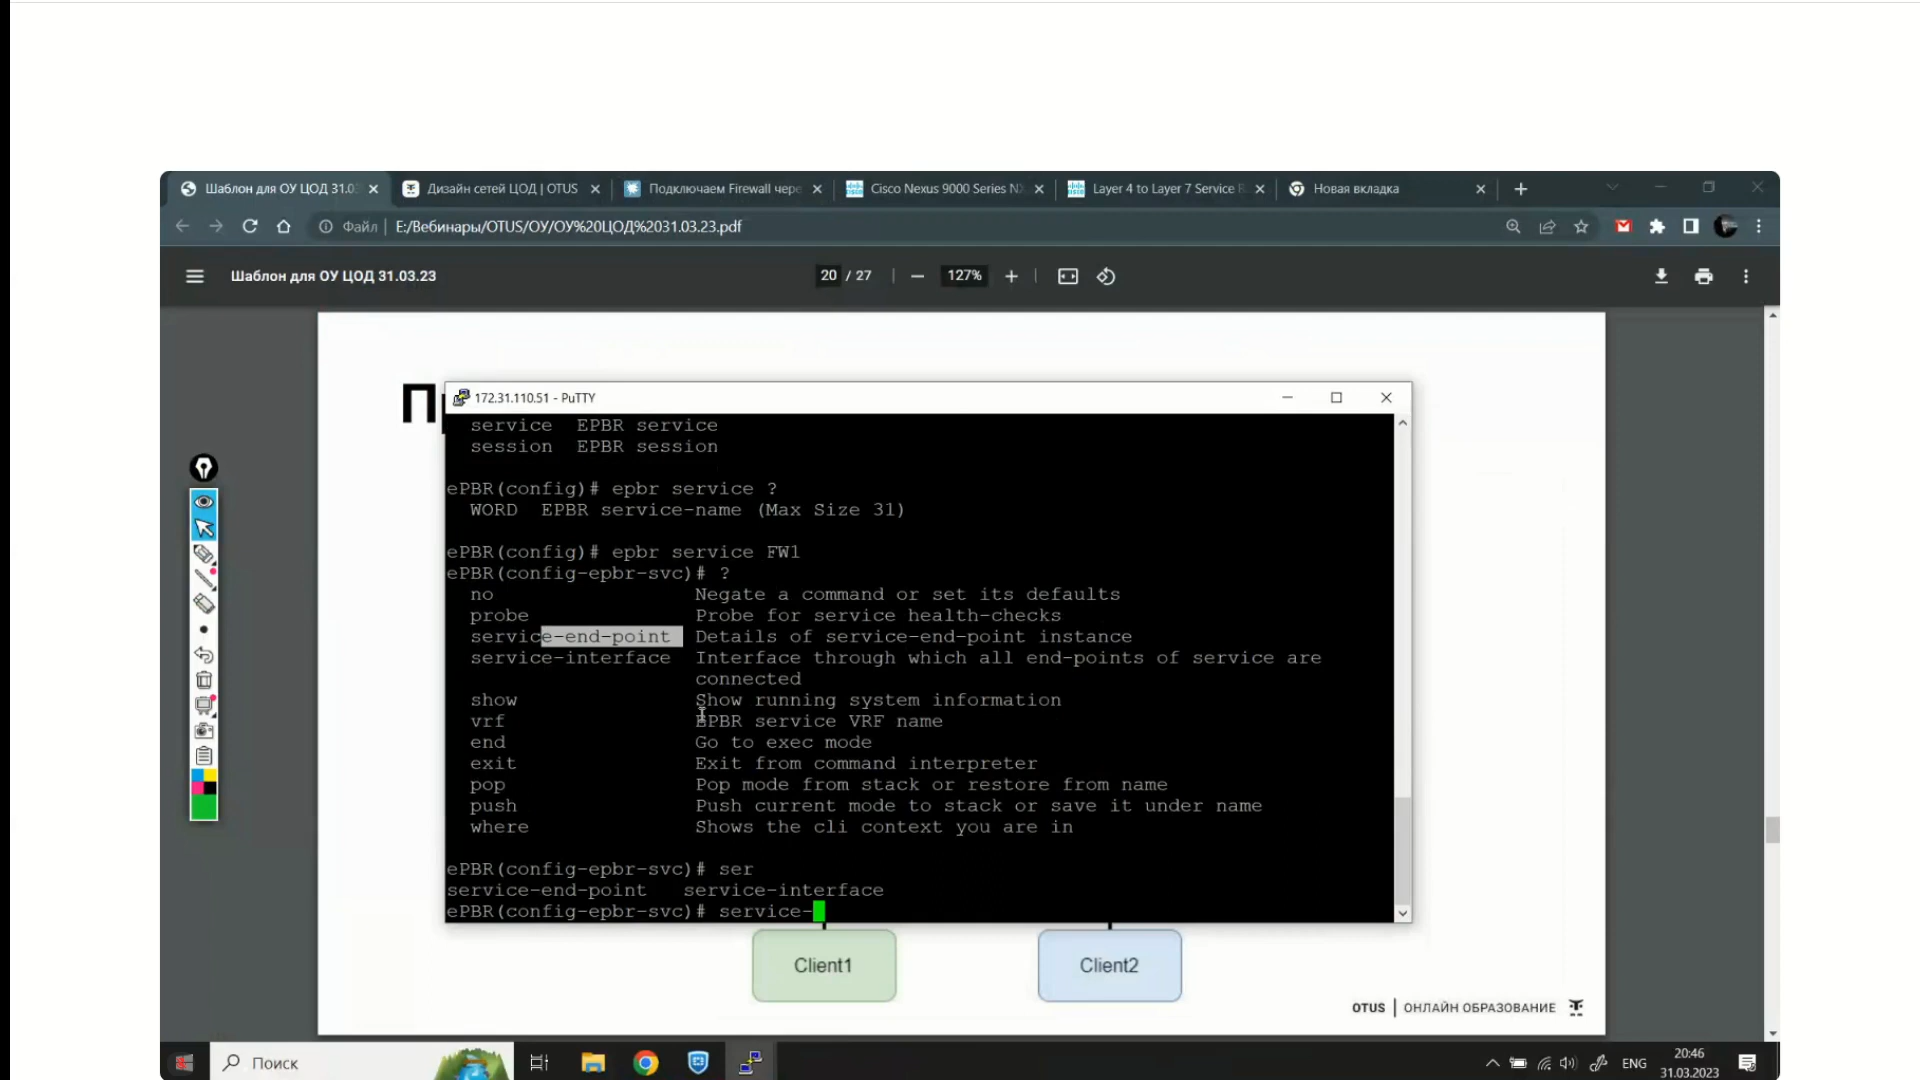 Шаблон для ОУ ЦОД 31.0
Дизайн сетей ЦОД | OTUS
Подключаем Firewall чере
Cisco Nexus 9000 Series NX
Layer 4 to Layer 7 Service R
Новая вкладка
Файл | E:/Вебинары/OTUS/ОУ/ОУ%20ЦОД%2031.03.23.pdf
Шаблон для ОУ ЦОД 31.03.23
20 / 27
127%
172.31.110.51 - PuTTY
service EPBR service
session EPBR session
ePBR(config)# epbr service ?
WORD EPBR service-name (Max Size 31)
ePBR(config)# epbr service FW1
ePBR(config-epbr-svc)# ?
no Negate a command or set its defaults
probe Probe for service health-checks
service-end-point Details of service-end-point instance
service-interface Interface through which all end-points of service are
connected
show Show running system information
vrf EPBR service VRF name
end Go to exec mode
exit Exit from command interpreter
pop Pop mode from stack or restore from name
push Push current mode to stack or save it under name
where Shows the cli context you are in
ePBR(config-epbr-svc)# ser
service-end-point service-interface
ePBR(config-epbr-svc)# service-
Client1
Client2
OTUS | ОНЛАЙН ОБРАЗОВАНИЕ
Поиск
ENG
20:46
31.03.2023